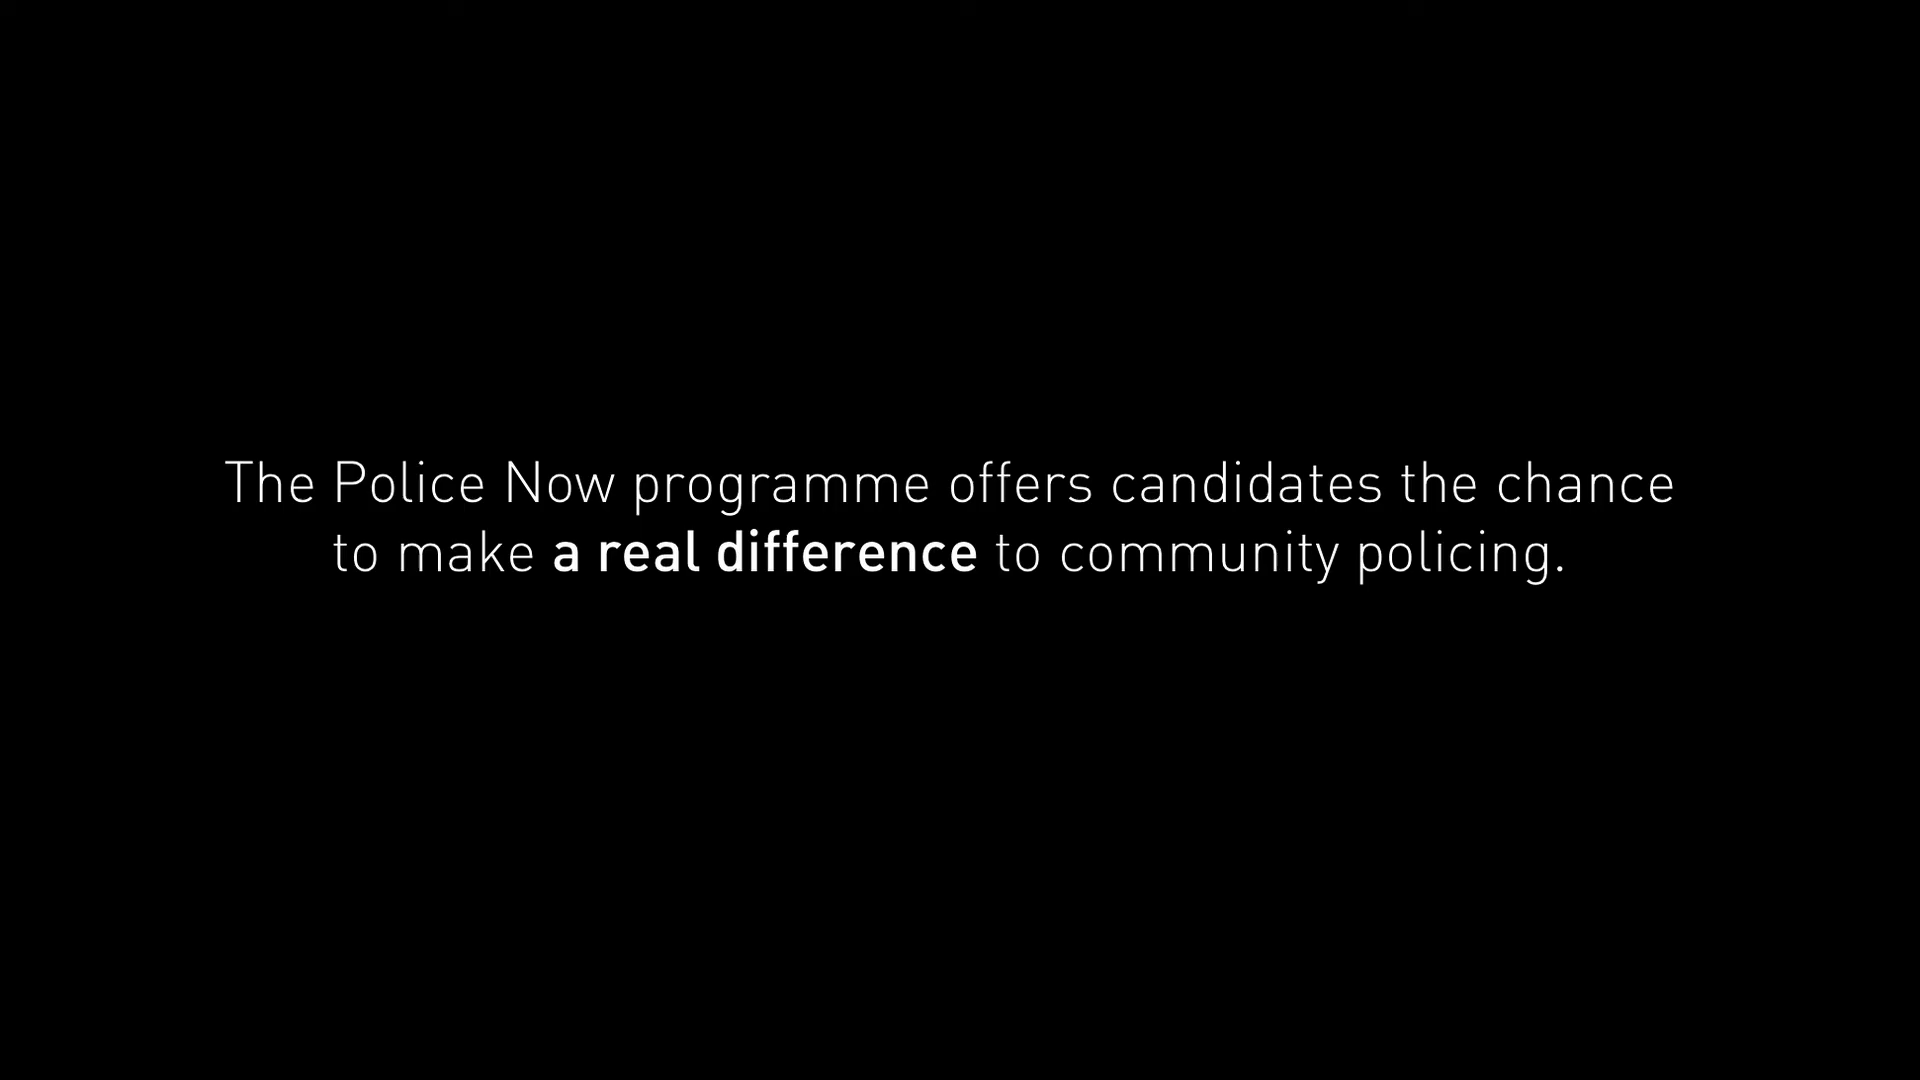 The Police Now programme offers candidates the chance
to make a real difference to community policing.